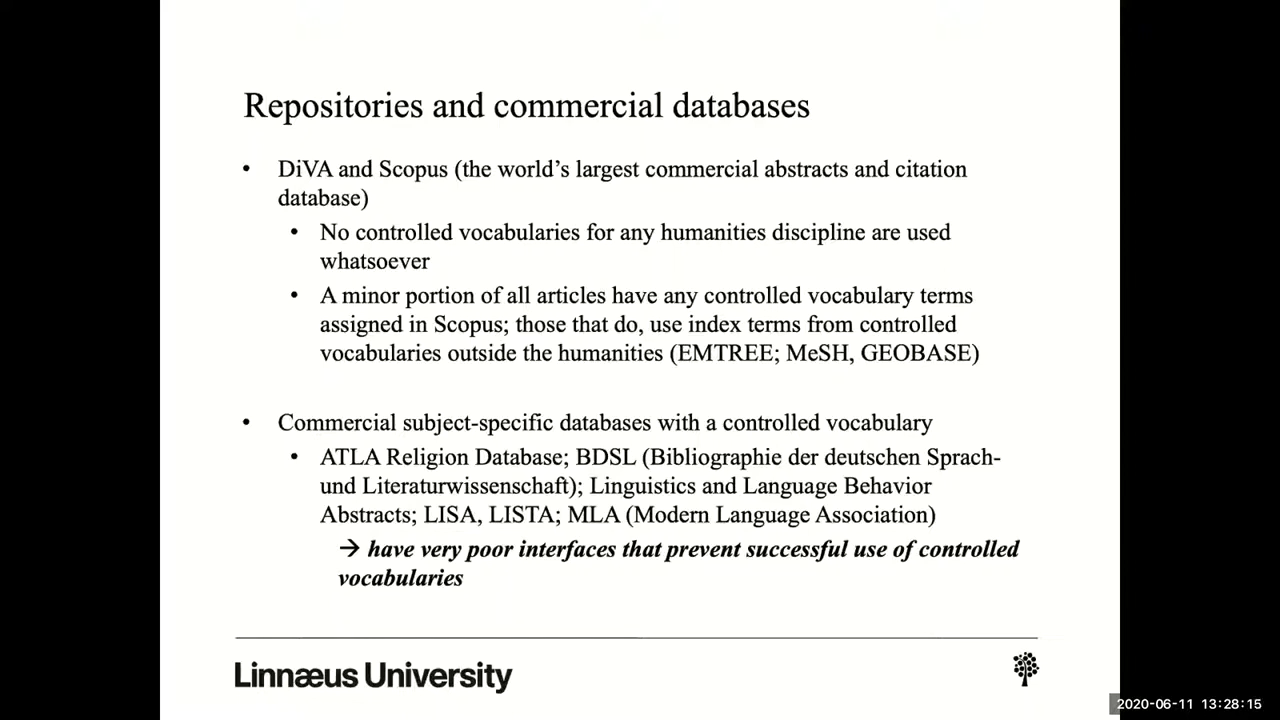 Repositories and commercial databases
• DiVA and Scopus (the world’s largest commercial abstracts and citation
database)
• No controlled vocabularies for any humanities discipline are used
whatsoever
• A minor portion of all articles have any controlled vocabulary terms
assigned in Scopus; those that do, use index terms from controlled
vocabularies outside the humanities (EMTREE; MeSH, GEOBASE)
• Commercial subject-specific databases with a controlled vocabulary
• ATLA Religion Database; BDSL (Bibliographie der deutschen Sprach-
und Literaturwissenschaft); Linguistics and Language Behavior
Abstracts; LISA, LISTA; MLA (Modern Language Association)
→ have very poor interfaces that prevent successful use of controlled
vocabularies
Linnæus University
2020-06-11 13:28:15